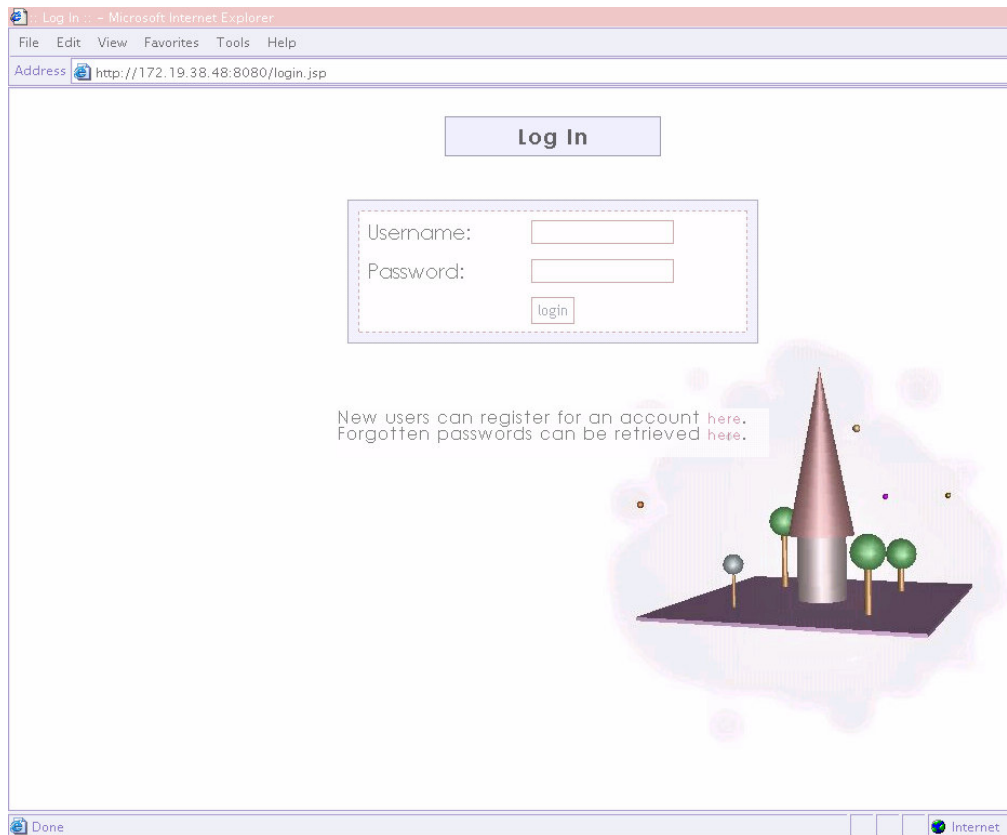 :: Log In :: - Microsoft Internet Explorer
File Edit View Favorites Tools Help
Address http://172.19.38.48:8080/login.jsp
Log In
Username:
Password:
login
New users can register for an account here.
Forgotten passwords can be retrieved here.
Done
Internet